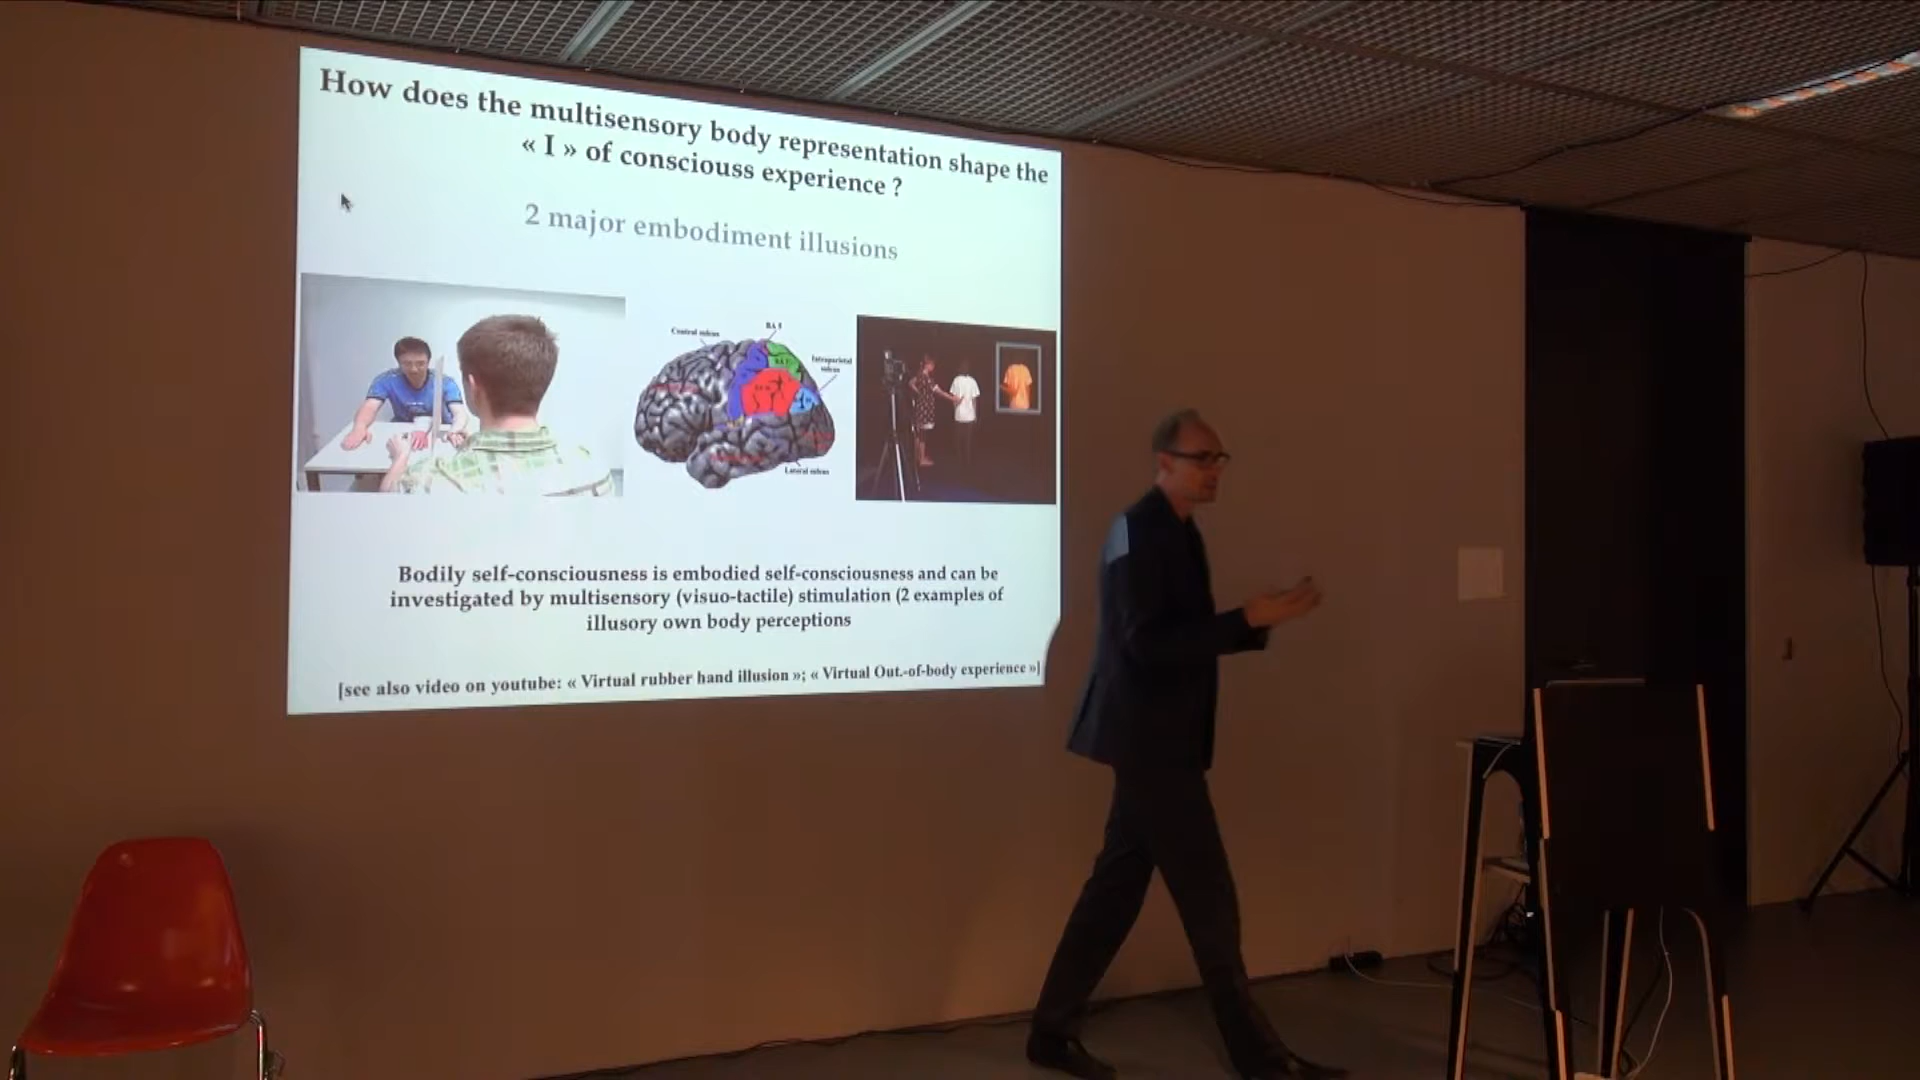 How does the multisensory body representation shape the
« I » of consciouss experience ?
2 major embodiment illusions
Central sulcus
BA 5
Intraparietal
sulcus
Lateral sulcus
Bodily self-consciousness is embodied self-consciousness and can be
investigated by multisensory (visuo-tactile) stimulation (2 examples of
illusory own body perceptions
[see also video on youtube: « Virtual rubber hand illusion »; « Virtual Out.-of-body experience »]